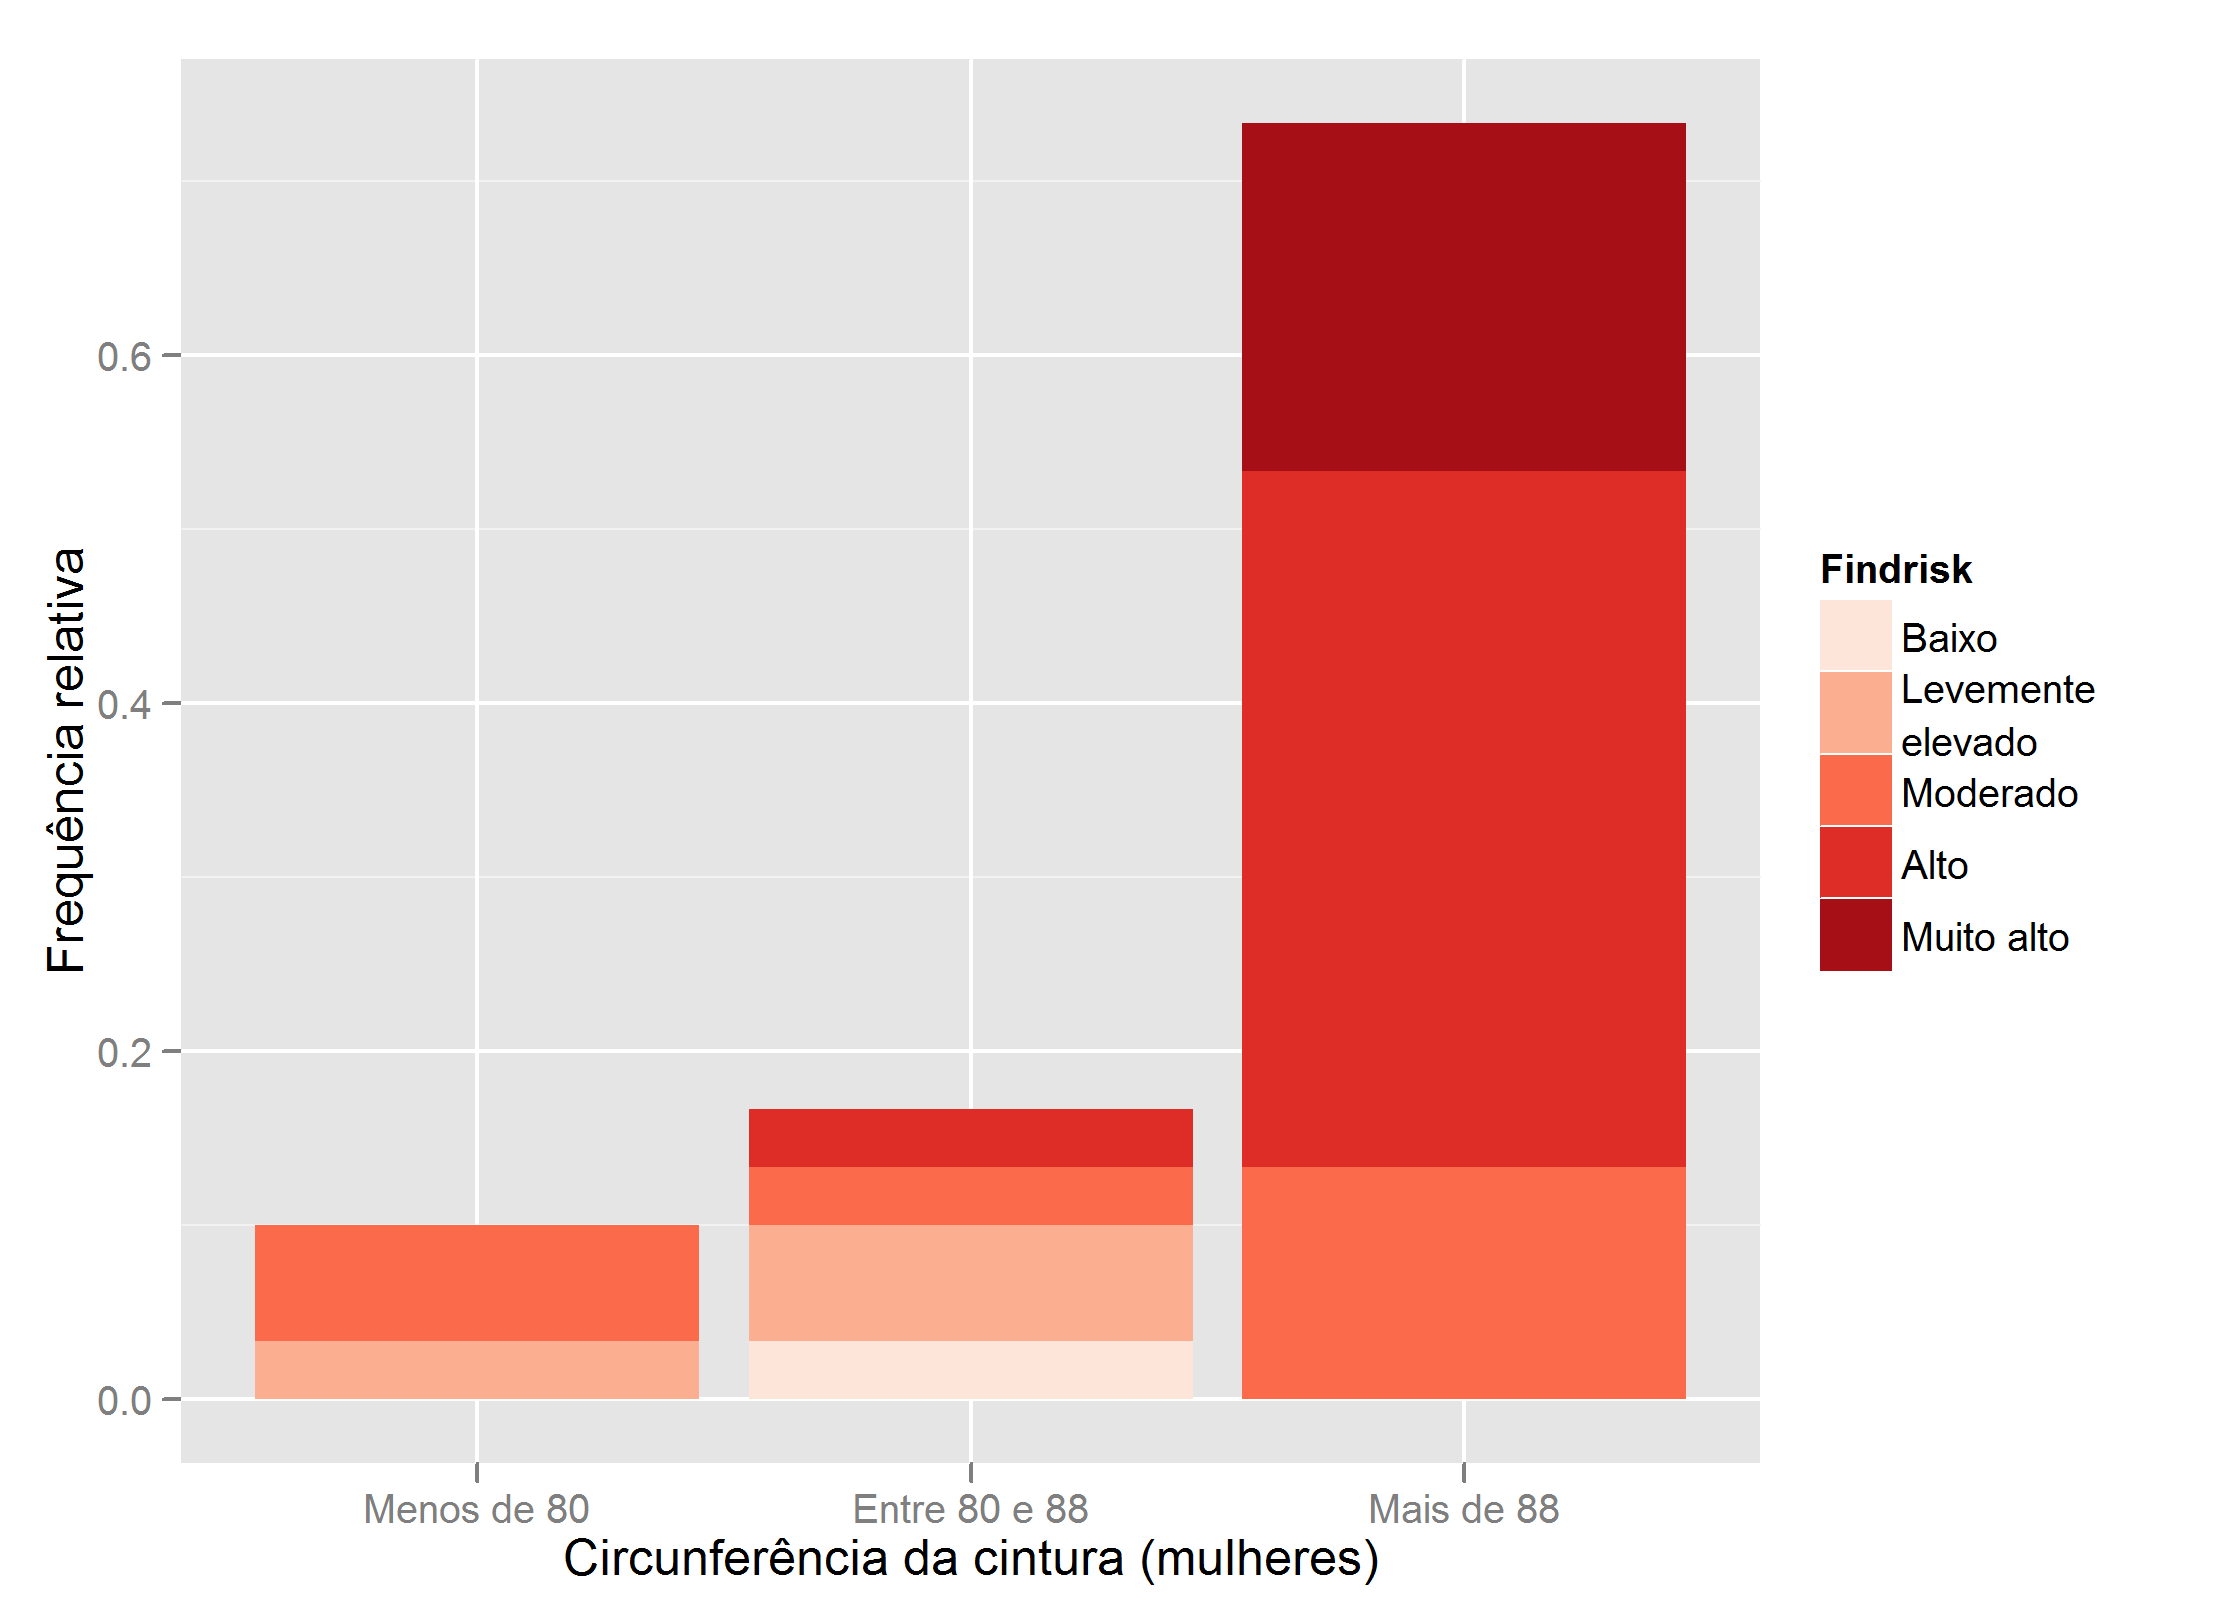 Frequência relativa
0.6
0.4
0.2
0.0
Menos de 80
Entre 80 e 88
Mais de 88
Circunferência da cintura (mulheres)
Findrisk
Baixo
Levemente
elevado
Moderado
Alto
Muito alto